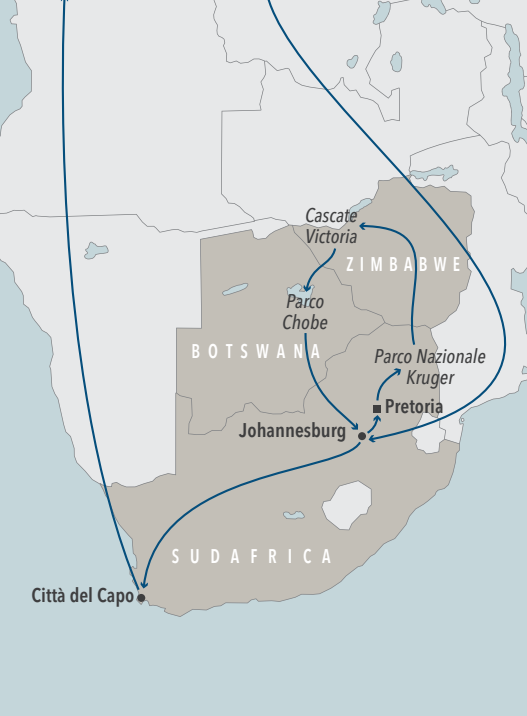 Cascate
Victoria
ZIMBABWE
Parco
Chobe
BOTSWANA
Parco Nazionale
Kruger
Pretoria
Johannesburg
SUDAFRICA
Città del Capo